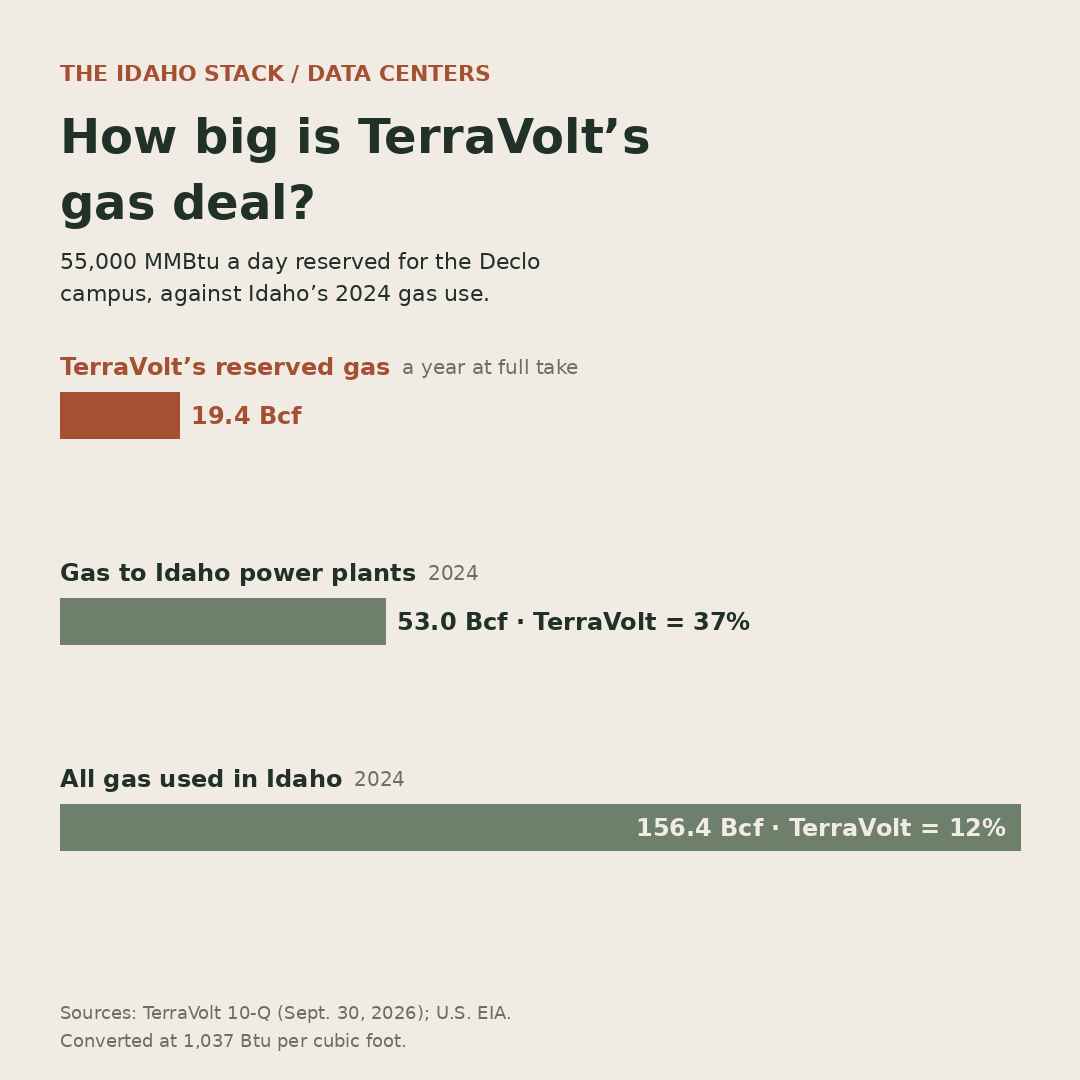 THE IDAHO STACK / DATA CENTERS
How big is TerraVolt’s
gas deal?
55,000 MMBtu a day reserved for the Declo
campus, against Idaho’s 2024 gas use.
TerraVolt’s reserved gas a year at full take
19.4 Bcf
Gas to Idaho power plants 2024
53.0 Bcf · TerraVolt = 37%
All gas used in Idaho 2024
156.4 Bcf · TerraVolt = 12%
Sources: TerraVolt 10-Q (Sept. 30, 2026); U.S. EIA.
Converted at 1,037 Btu per cubic foot.